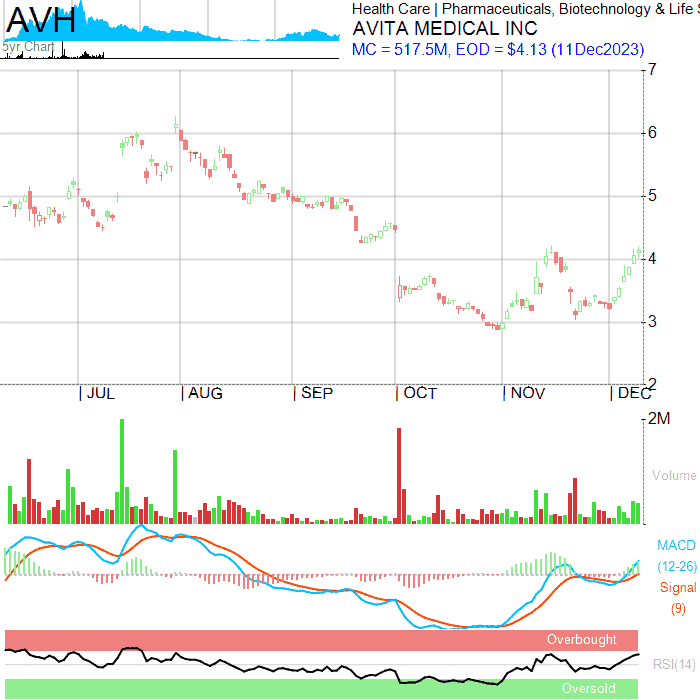 AVH
5yr Chart
Health Care | Pharmaceuticals, Biotechnology & Life S
AVITA MEDICAL INC
MC = 517.5M, EOD = $4.13 (11Dec2023)
7
6
5
4
3
2
| JUL
| AUG
| SEP
| OCT
| NOV
| DEC
2M
Volume
MACD
(12-26)
Signal
(9)
Overbought
RSI(14)
Oversold